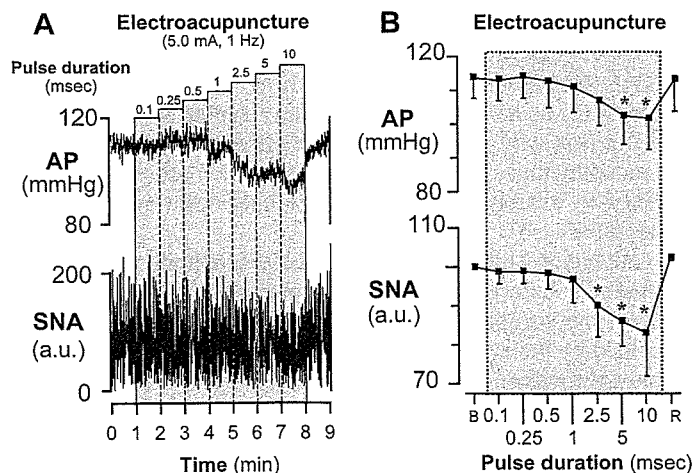 A
Electroacupuncture
(5.0 mA, 1 Hz)
Pulse duration
(msec)
0.1 0.25 0.5 1 2.5 5 10
120
AP
(mmHg)
80
200
SNA
(a.u.)
0
0 1 2 3 4 5 6 7 8 9
Time (min)
B
Electroacupuncture
120
AP
(mmHg)
80
* *
110
SNA
(a.u.)
70
* * *
B 0.1 0.5 2.5 10 R
0.25 1 5
Pulse duration (msec)